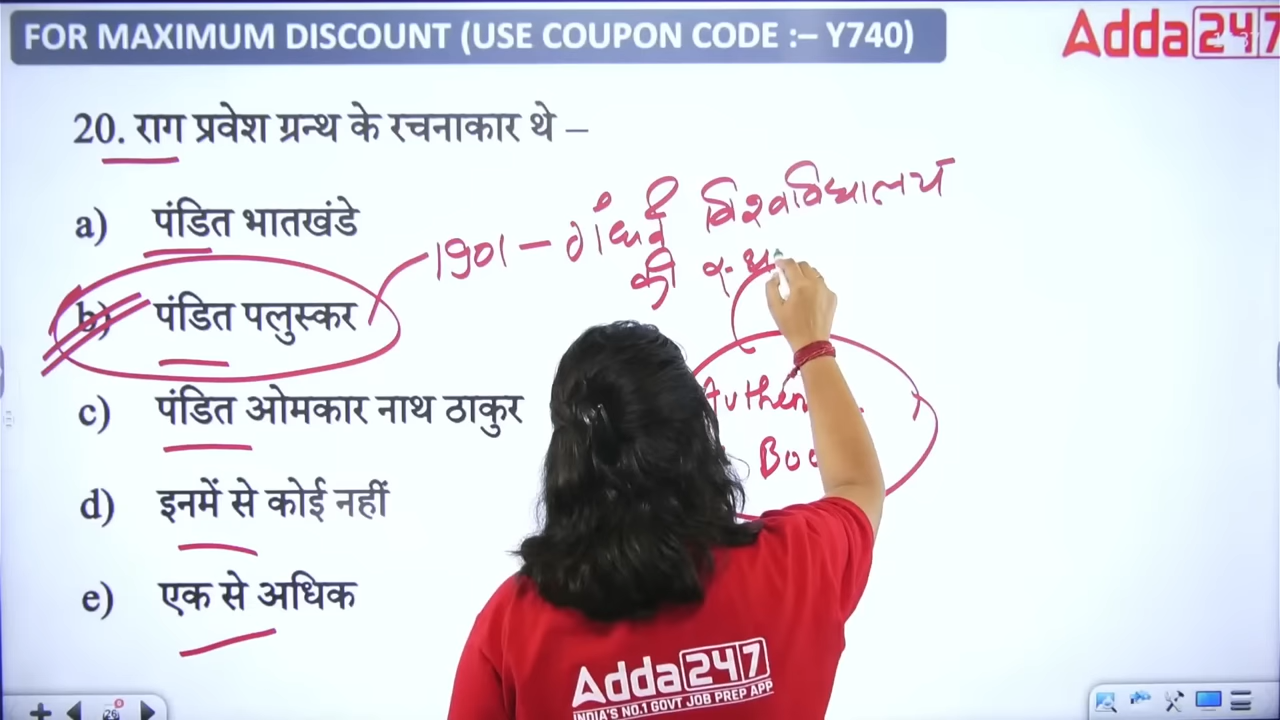 FOR MAXIMUM DISCOUNT (USE COUPON CODE :– Y740)
Adda247
20. राग प्रवेश ग्रन्थ के रचनाकार थे –
a) पंडित भातखंडे
1901 – गंधर्व विश्वविद्यालय
की
b) पंडित पलुस्कर
c) पंडित ओमकार नाथ ठाकुर
d) इनमें से कोई नहीं
e) एक से अधिक
Adda247
INDIA'S NO.1 GOVT JOB PREP APP
26